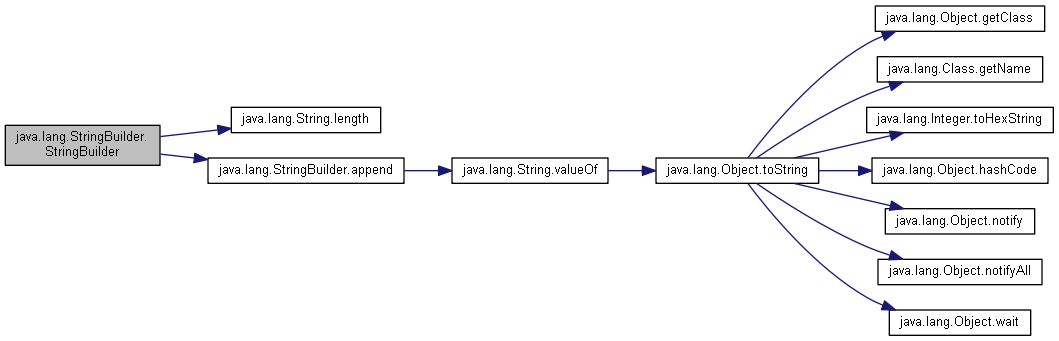 java.lang.StringBuilder.
StringBuilder
java.lang.String.length
java.lang.StringBuilder.append
java.lang.String.valueOf
java.lang.Object.toString
java.lang.Object.getClass
java.lang.Class.getName
java.lang.Integer.toHexString
java.lang.Object.hashCode
java.lang.Object.notify
java.lang.Object.notifyAll
java.lang.Object.wait